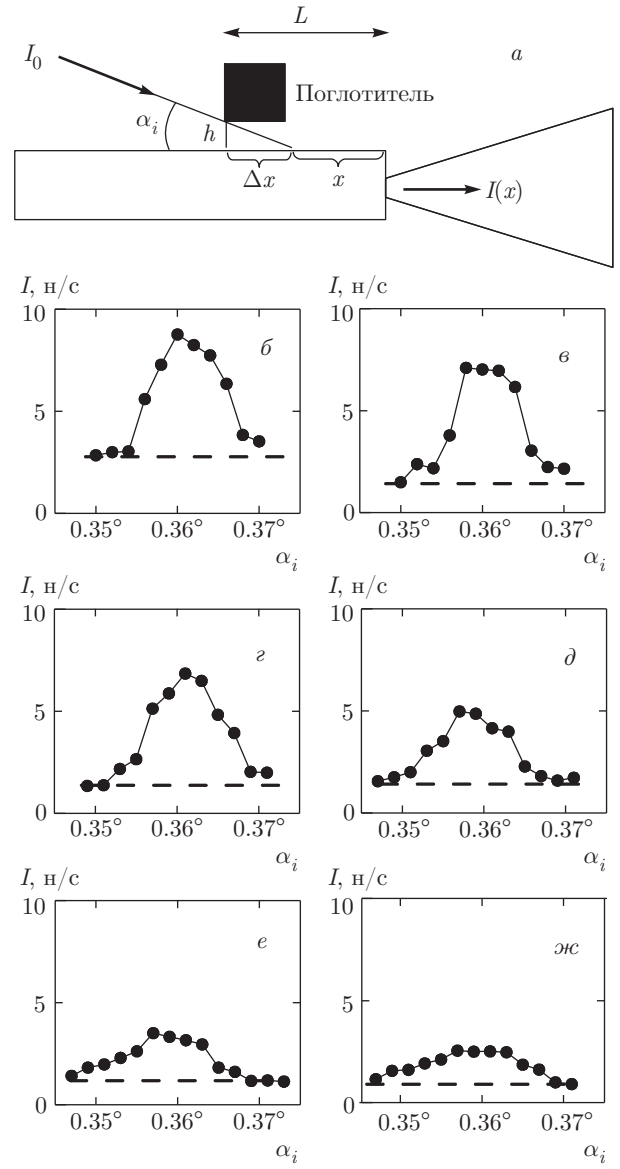 L
I₀
а
Поглотитель
αᵢ
h
Δx
x
I(x)
I, н/с
I, н/с
10
10
б
в
5
5
0
0
0.35° 0.36° 0.37°
0.35° 0.36° 0.37°
αᵢ
αᵢ
I, н/с
I, н/с
10
10
г
д
5
5
0
0
0.35° 0.36° 0.37°
0.35° 0.36° 0.37°
αᵢ
αᵢ
I, н/с
I, н/с
10
10
е
ж
5
5
0
0
0.35° 0.36° 0.37°
0.35° 0.36° 0.37°
αᵢ
αᵢ